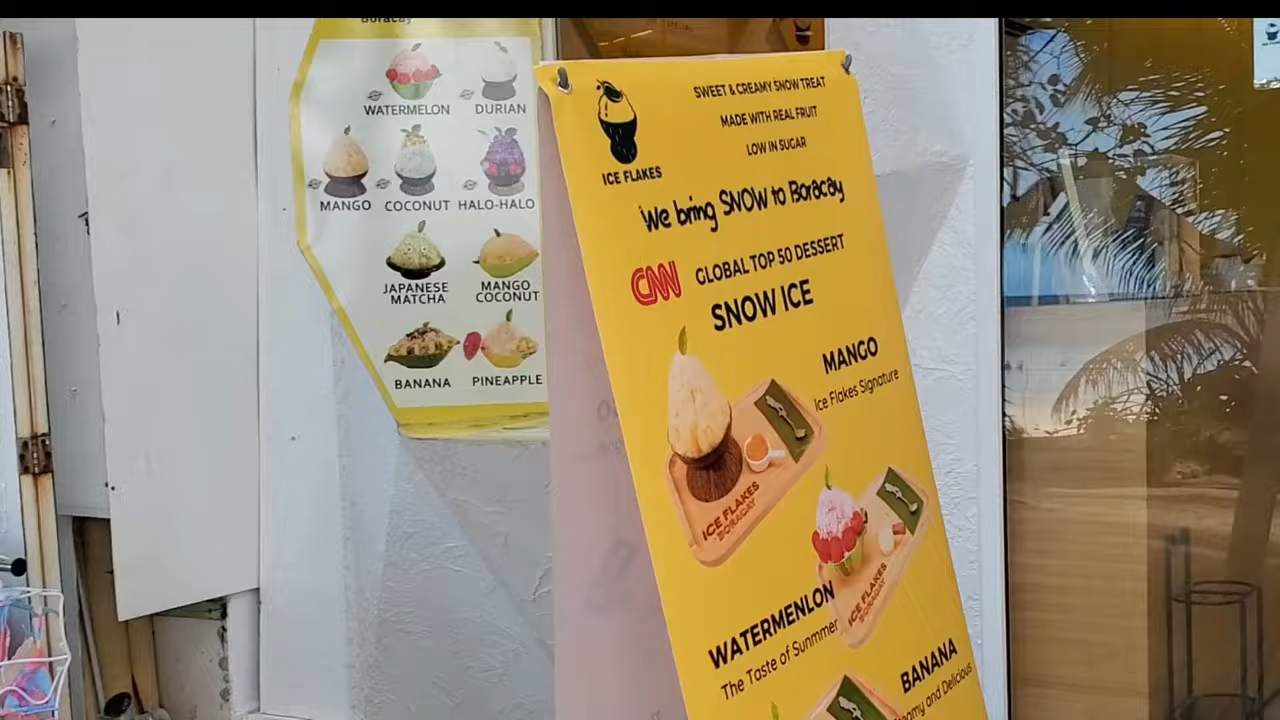 Boracay
WATERMELON
DURIAN
MANGO
COCONUT
HALO-HALO
JAPANESE
MATCHA
MANGO
COCONUT
BANANA
PINEAPPLE
SPECIAL
ICE FLAKES
SWEET & CREAMY SNOW TREAT
MADE WITH REAL FRUIT
LOW IN SUGAR
We bring SNOW to Boracay
CNN GLOBAL TOP 50 DESSERT
SNOW ICE
MANGO
Ice Flakes Signature
ICE FLAKES
BORACAY
WATERMENLON
The Taste of Sunmmer
ICE FLAKES
BORACAY
BANANA
and Delicious